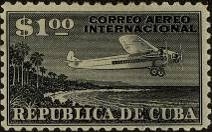 $1.00
CORREO AEREO
INTERNACIONAL
REPUBLICA DE CUBA